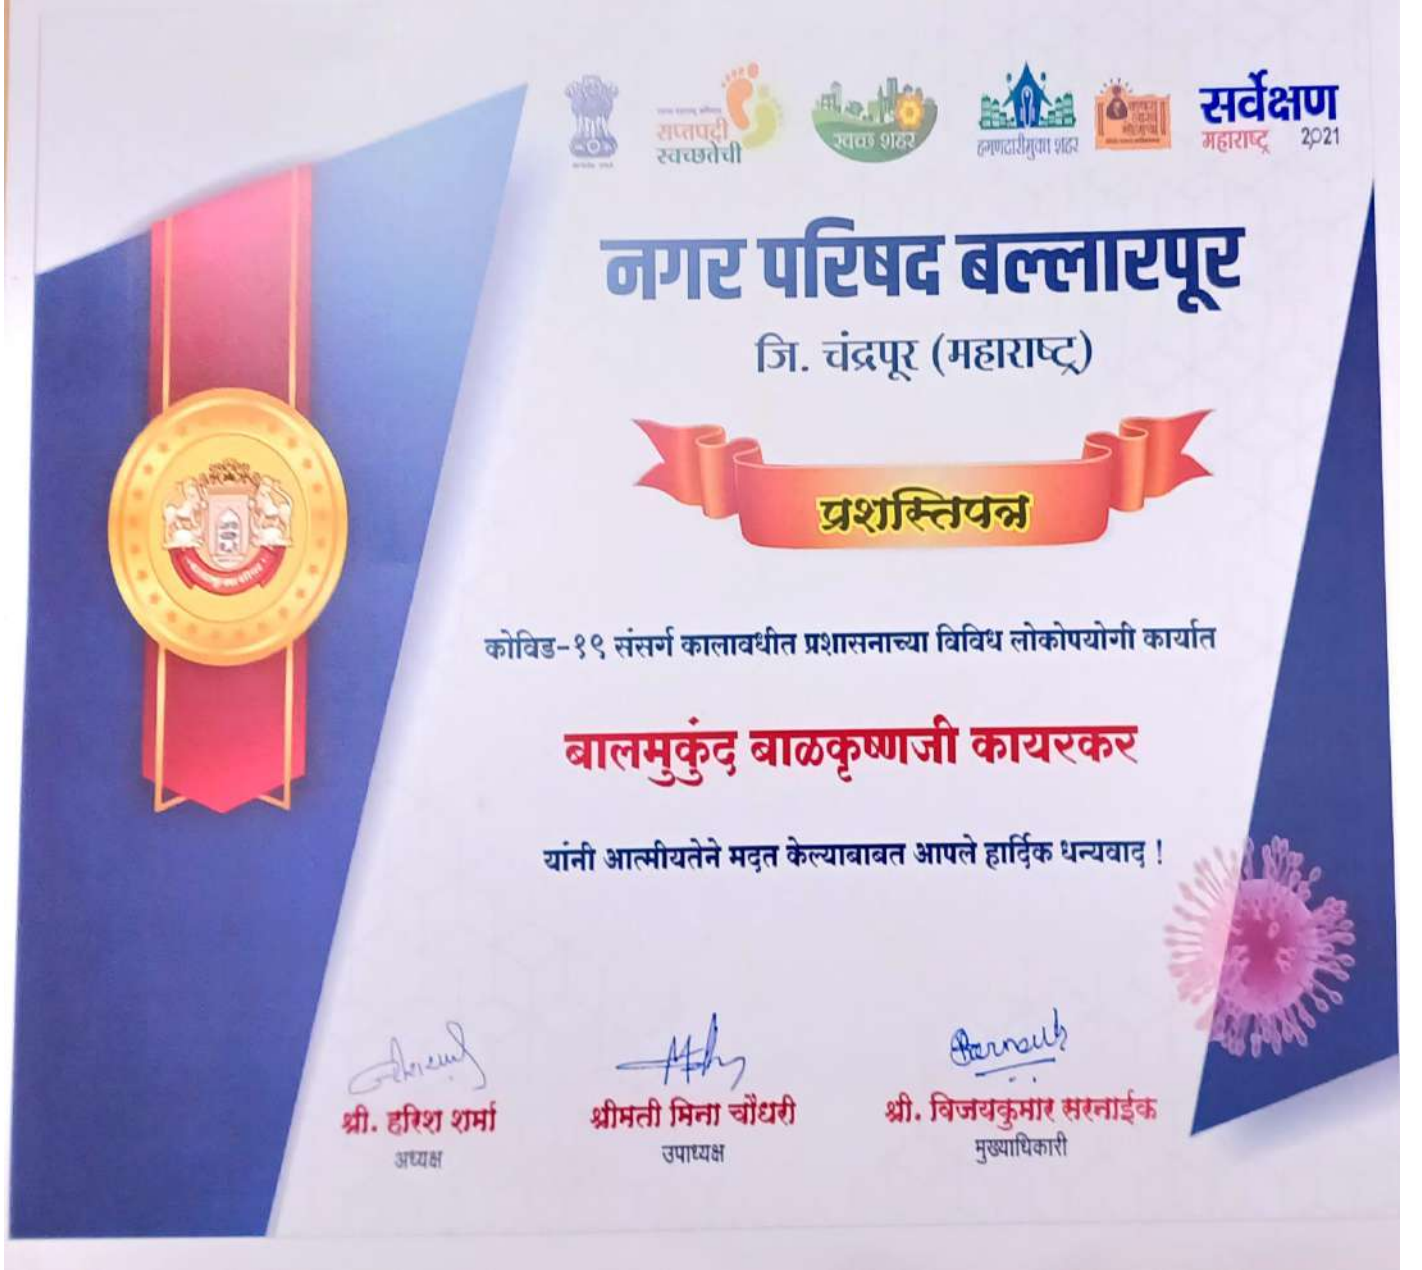 सप्तपदी
स्वच्छतेची
स्वच्छ शहर
हगणदारीमुक्त शहर
सर्वेक्षण
महाराष्ट्र 2021
नगर परिषद बल्लारपूर
जि. चंद्रपूर (महाराष्ट्र)
प्रशस्तिपत्र
कोविड-१९ संसर्ग कालावधीत प्रशासनाच्या विविध लोकोपयोगी कार्यात
बालमुकुंद बाळकृष्णजी कायरकर
यांनी आत्मीयतेने मदत केल्याबाबत आपले हार्दिक धन्यवाद !
श्री. हरिश शर्मा
अध्यक्ष
श्रीमती मिना चौधरी
उपाध्यक्ष
श्री. विजयकुमार सरनाईक
मुख्याधिकारी